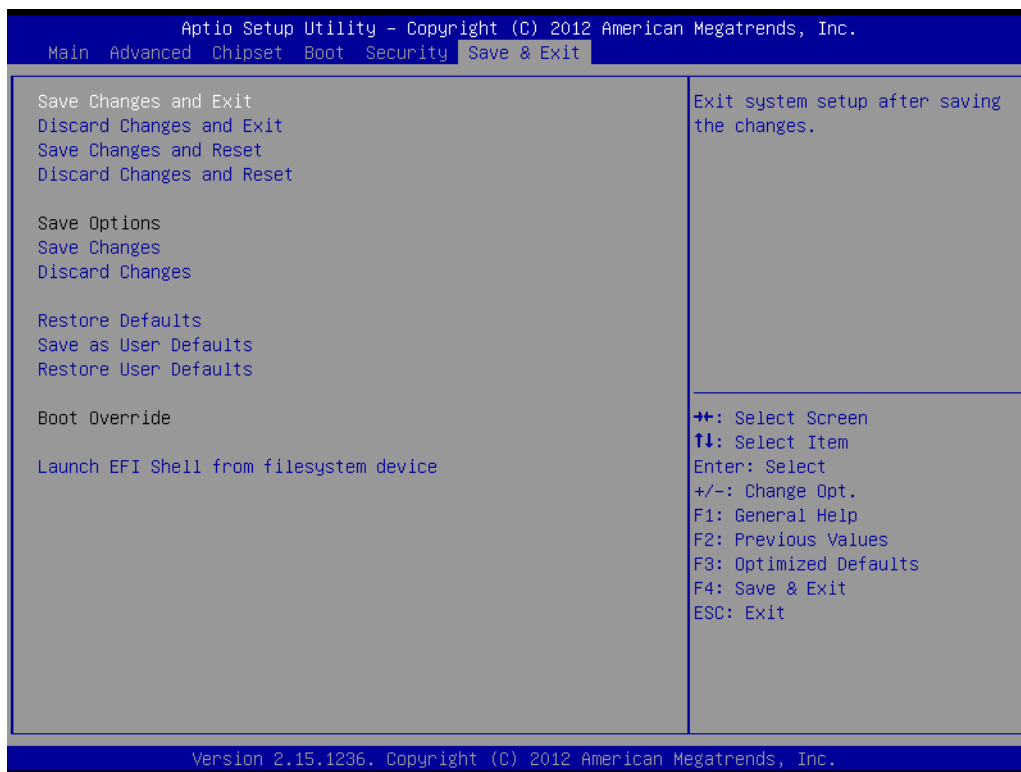 Aptio Setup Utility – Copyright (C) 2012 American Megatrends, Inc.
Main Advanced Chipset Boot Security Save & Exit
Save Changes and Exit
Discard Changes and Exit
Save Changes and Reset
Discard Changes and Reset
Save Options
Save Changes
Discard Changes
Restore Defaults
Save as User Defaults
Restore User Defaults
Boot Override
Launch EFI Shell from filesystem device
Exit system setup after saving
the changes.
→←: Select Screen
↑↓: Select Item
Enter: Select
+/-: Change Opt.
F1: General Help
F2: Previous Values
F3: Optimized Defaults
F4: Save & Exit
ESC: Exit
Version 2.15.1236. Copyright (C) 2012 American Megatrends, Inc.